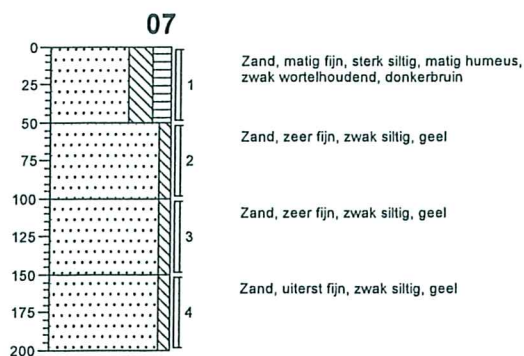 07
0
Zand, matig fijn, sterk siltig, matig humeus,
zwak wortelhoudend, donkerbruin
25
1
50
Zand, zeer fijn, zwak siltig, geel
75
2
100
Zand, zeer fijn, zwak siltig, geel
125
3
150
Zand, uiterst fijn, zwak siltig, geel
175
4
200